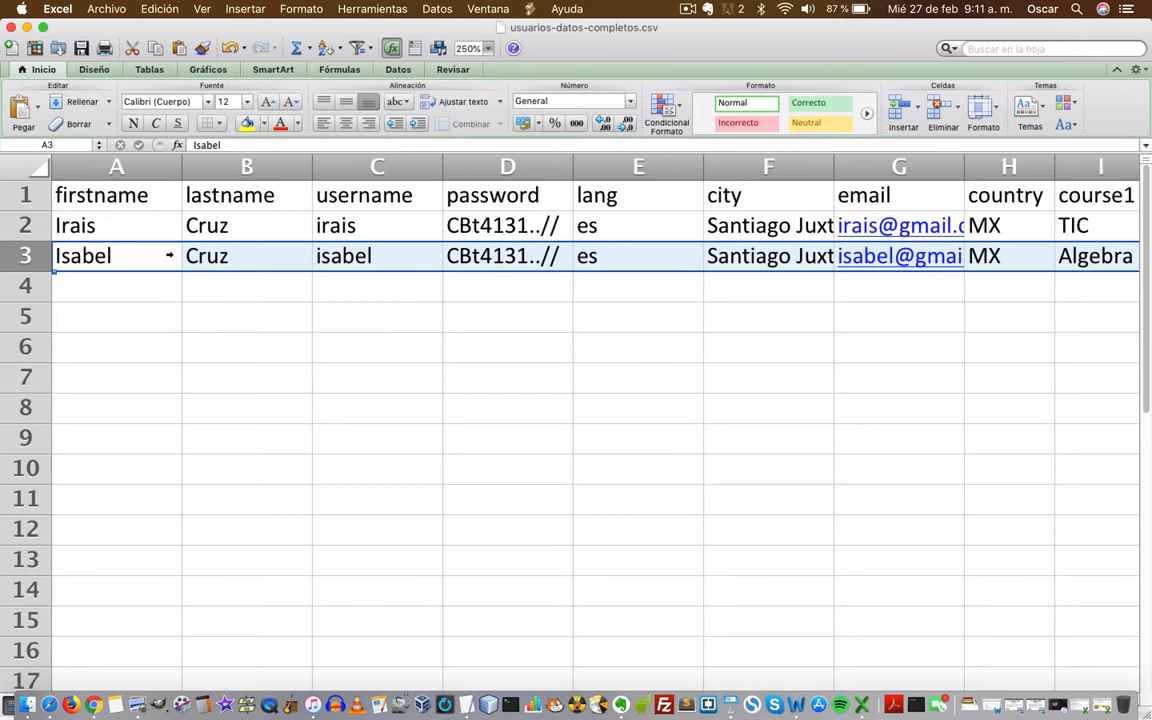 Excel Archivo Edición Ver Insertar Formato Herramientas Datos Ventana Ayuda 2 87 % Mié 27 de feb 9:11 a. m. Oscar
usuarios-datos-completos.csv
250% Buscar en la hoja
Inicio Diseño Tablas Gráficos SmartArt Fórmulas Datos Revisar
Editar Fuente Alineación Número Formato Celdas Temas
Rellenar Calibri (Cuerpo) 12 abc Ajustar texto General Normal Correcto
Pegar Borrar N C S A Combinar % 000 Condicional Formato Incorrecto Neutral Insertar Eliminar Formato Temas Aa
A3 fx Isabel
A B C D E F G H I
1 firstname lastname username password lang city email country course1
2 Irais Cruz irais CBt4131..// es Santiago Juxt irais@gmail.c MX TIC
3 Isabel Cruz isabel CBt4131..// es Santiago Juxt isabel@gmai MX Algebra
4
5
6
7
8
9
10
11
12
13
14
15
16
17